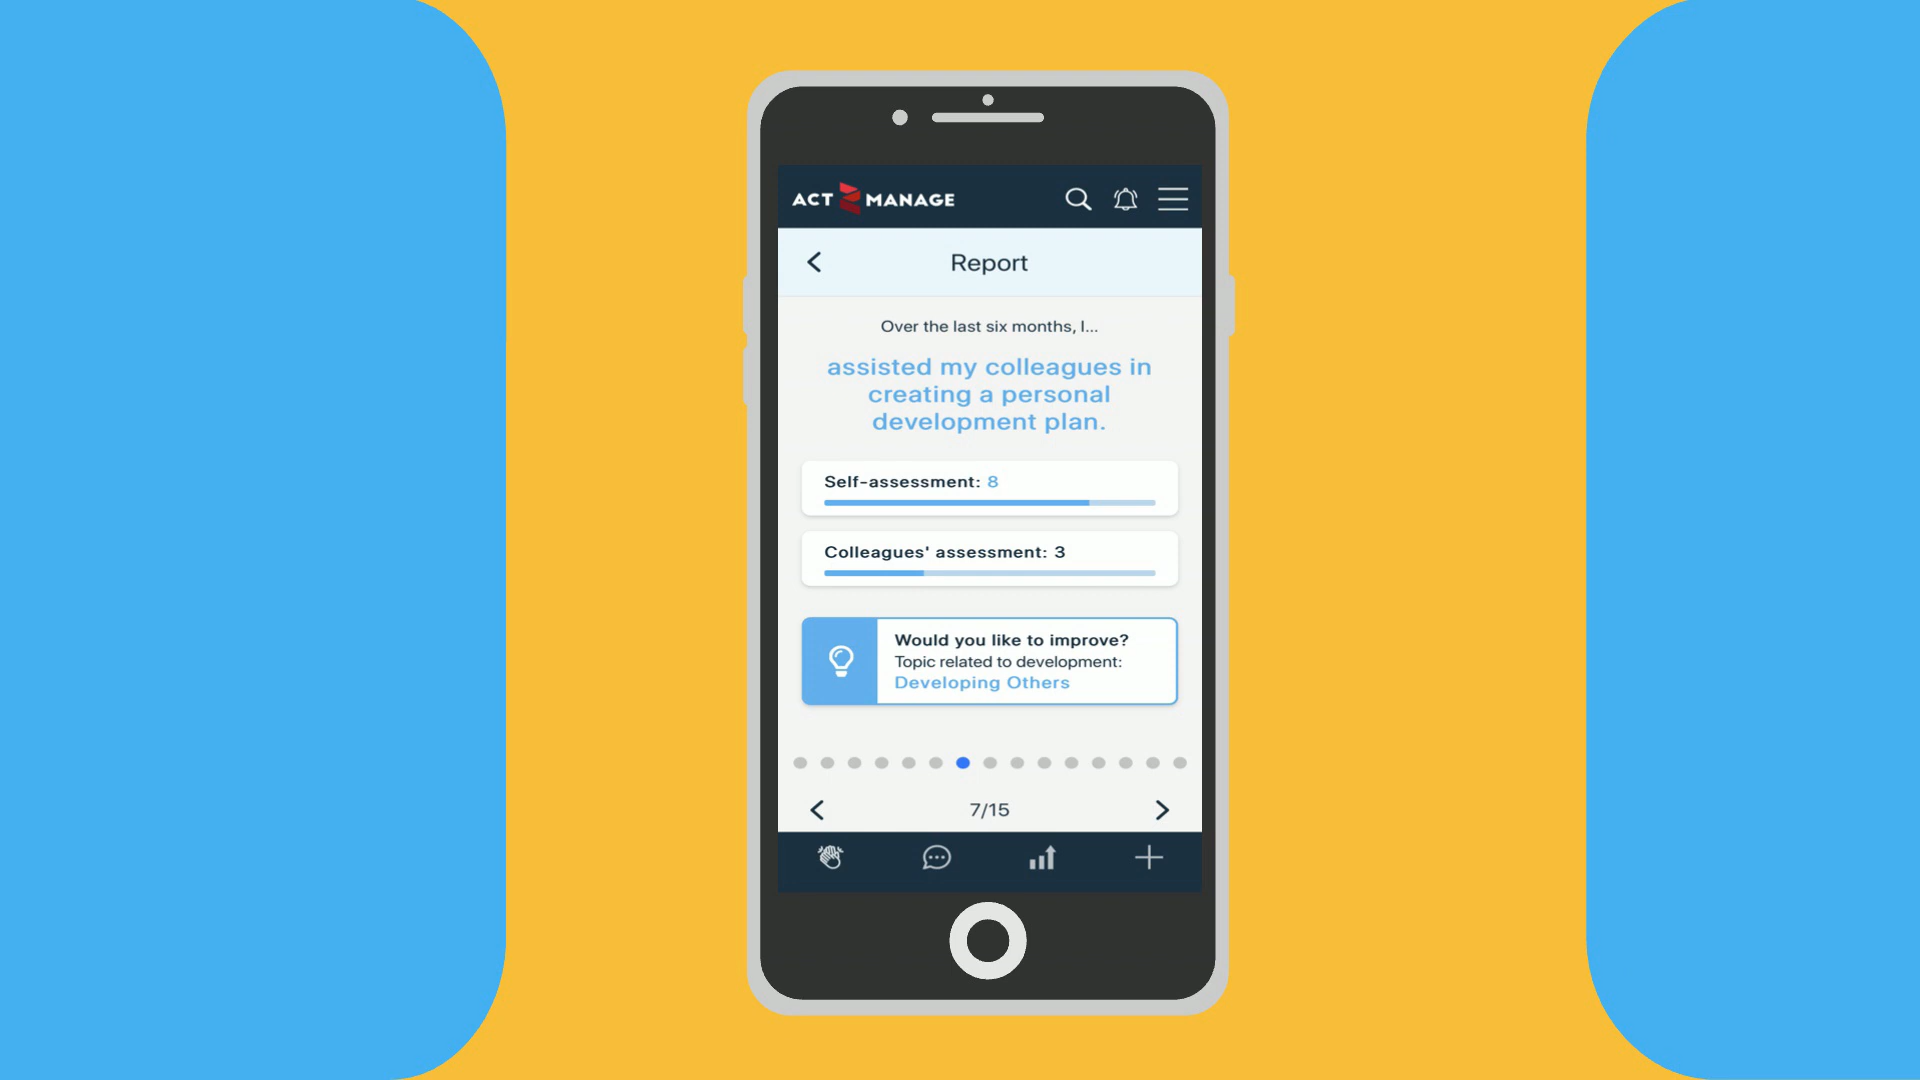 ACT MANAGE
Report
Over the last six months, I...
assisted my colleagues in
creating a personal
development plan.
Self-assessment: 8
Colleagues' assessment: 3
Would you like to improve?
Topic related to development:
Developing Others
7/15